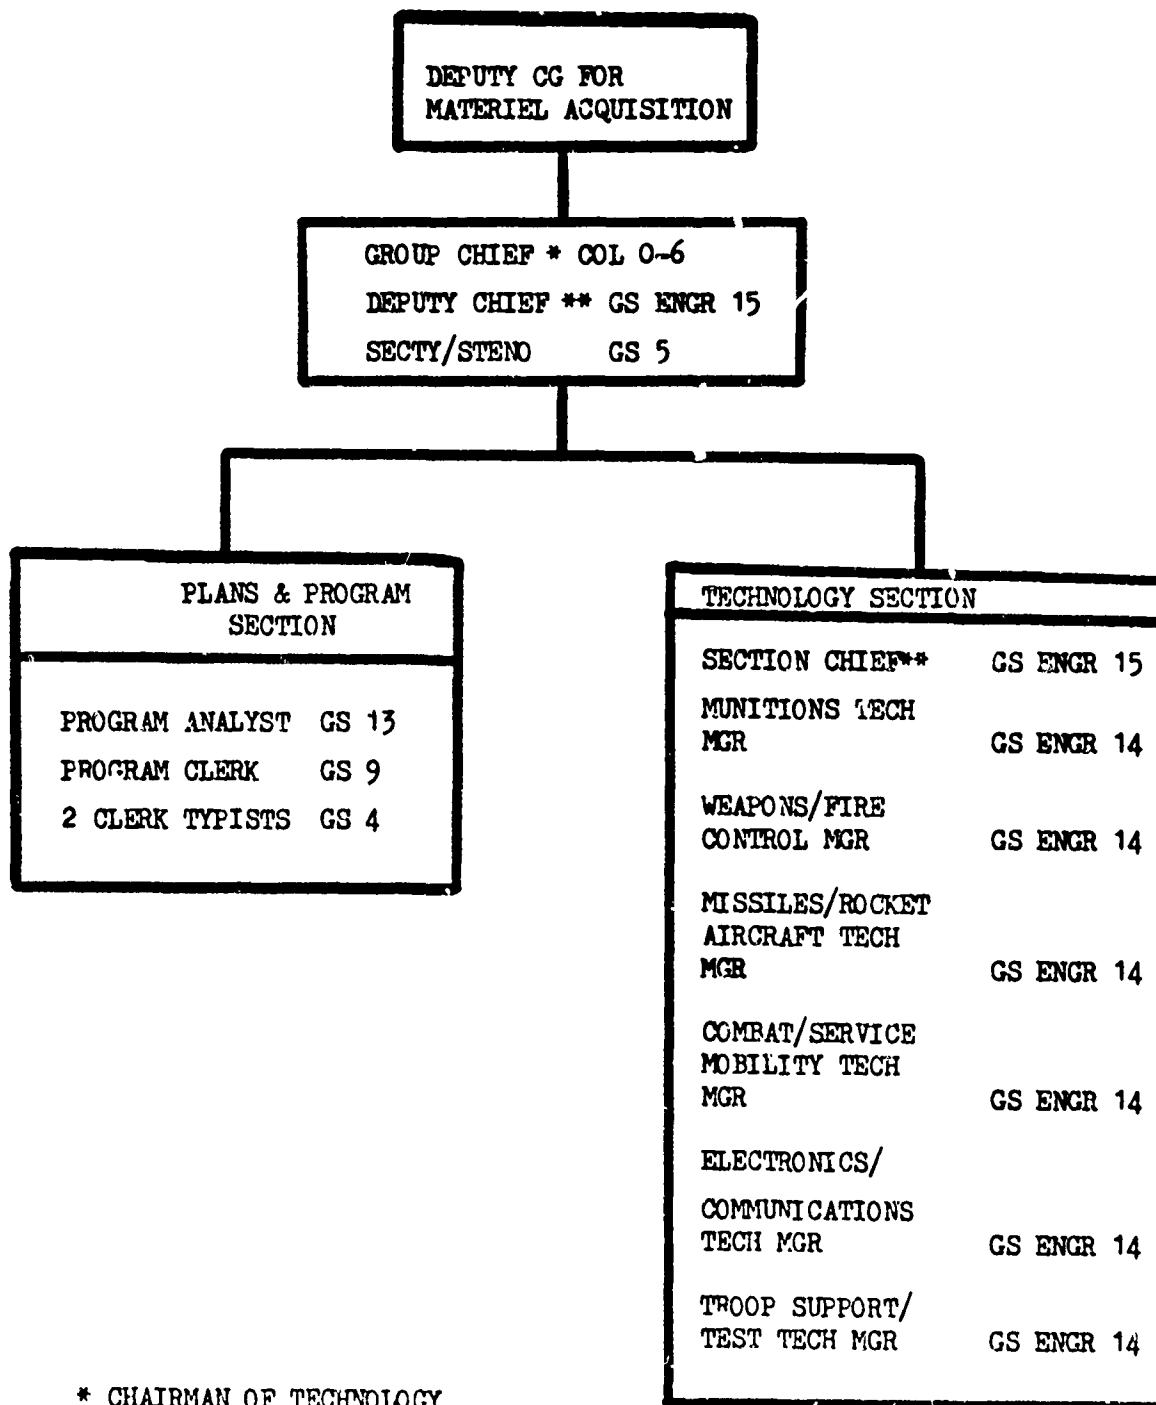 DEPUTY CG FOR
MATERIEL ACQUISITION
GROUP CHIEF * COL O-6
DEPUTY CHIEF ** GS ENGR 15
SECTY/STENO GS 5
PLANS & PROGRAM
SECTION
PROGRAM ANALYST GS 13
PROGRAM CLERK GS 9
2 CLERK TYPISTS GS 4
TECHNOLOGY SECTION
SECTION CHIEF** GS ENGR 15
MUNITIONS TECH
MGR GS ENGR 14
WEAPONS/FIRE
CONTROL MGR GS ENGR 14
MISSILES/ROCKET
AIRCRAFT TECH
MGR GS ENGR 14
COMBAT/SERVICE
MOBILITY TECH
MGR GS ENGR 14
ELECTRONICS/
COMMUNICATIONS
TECH MGR GS ENGR 14
TROOP SUPPORT/
TEST TECH MGR GS ENGR 14
* CHAIRMAN OF TECHNOLOGY